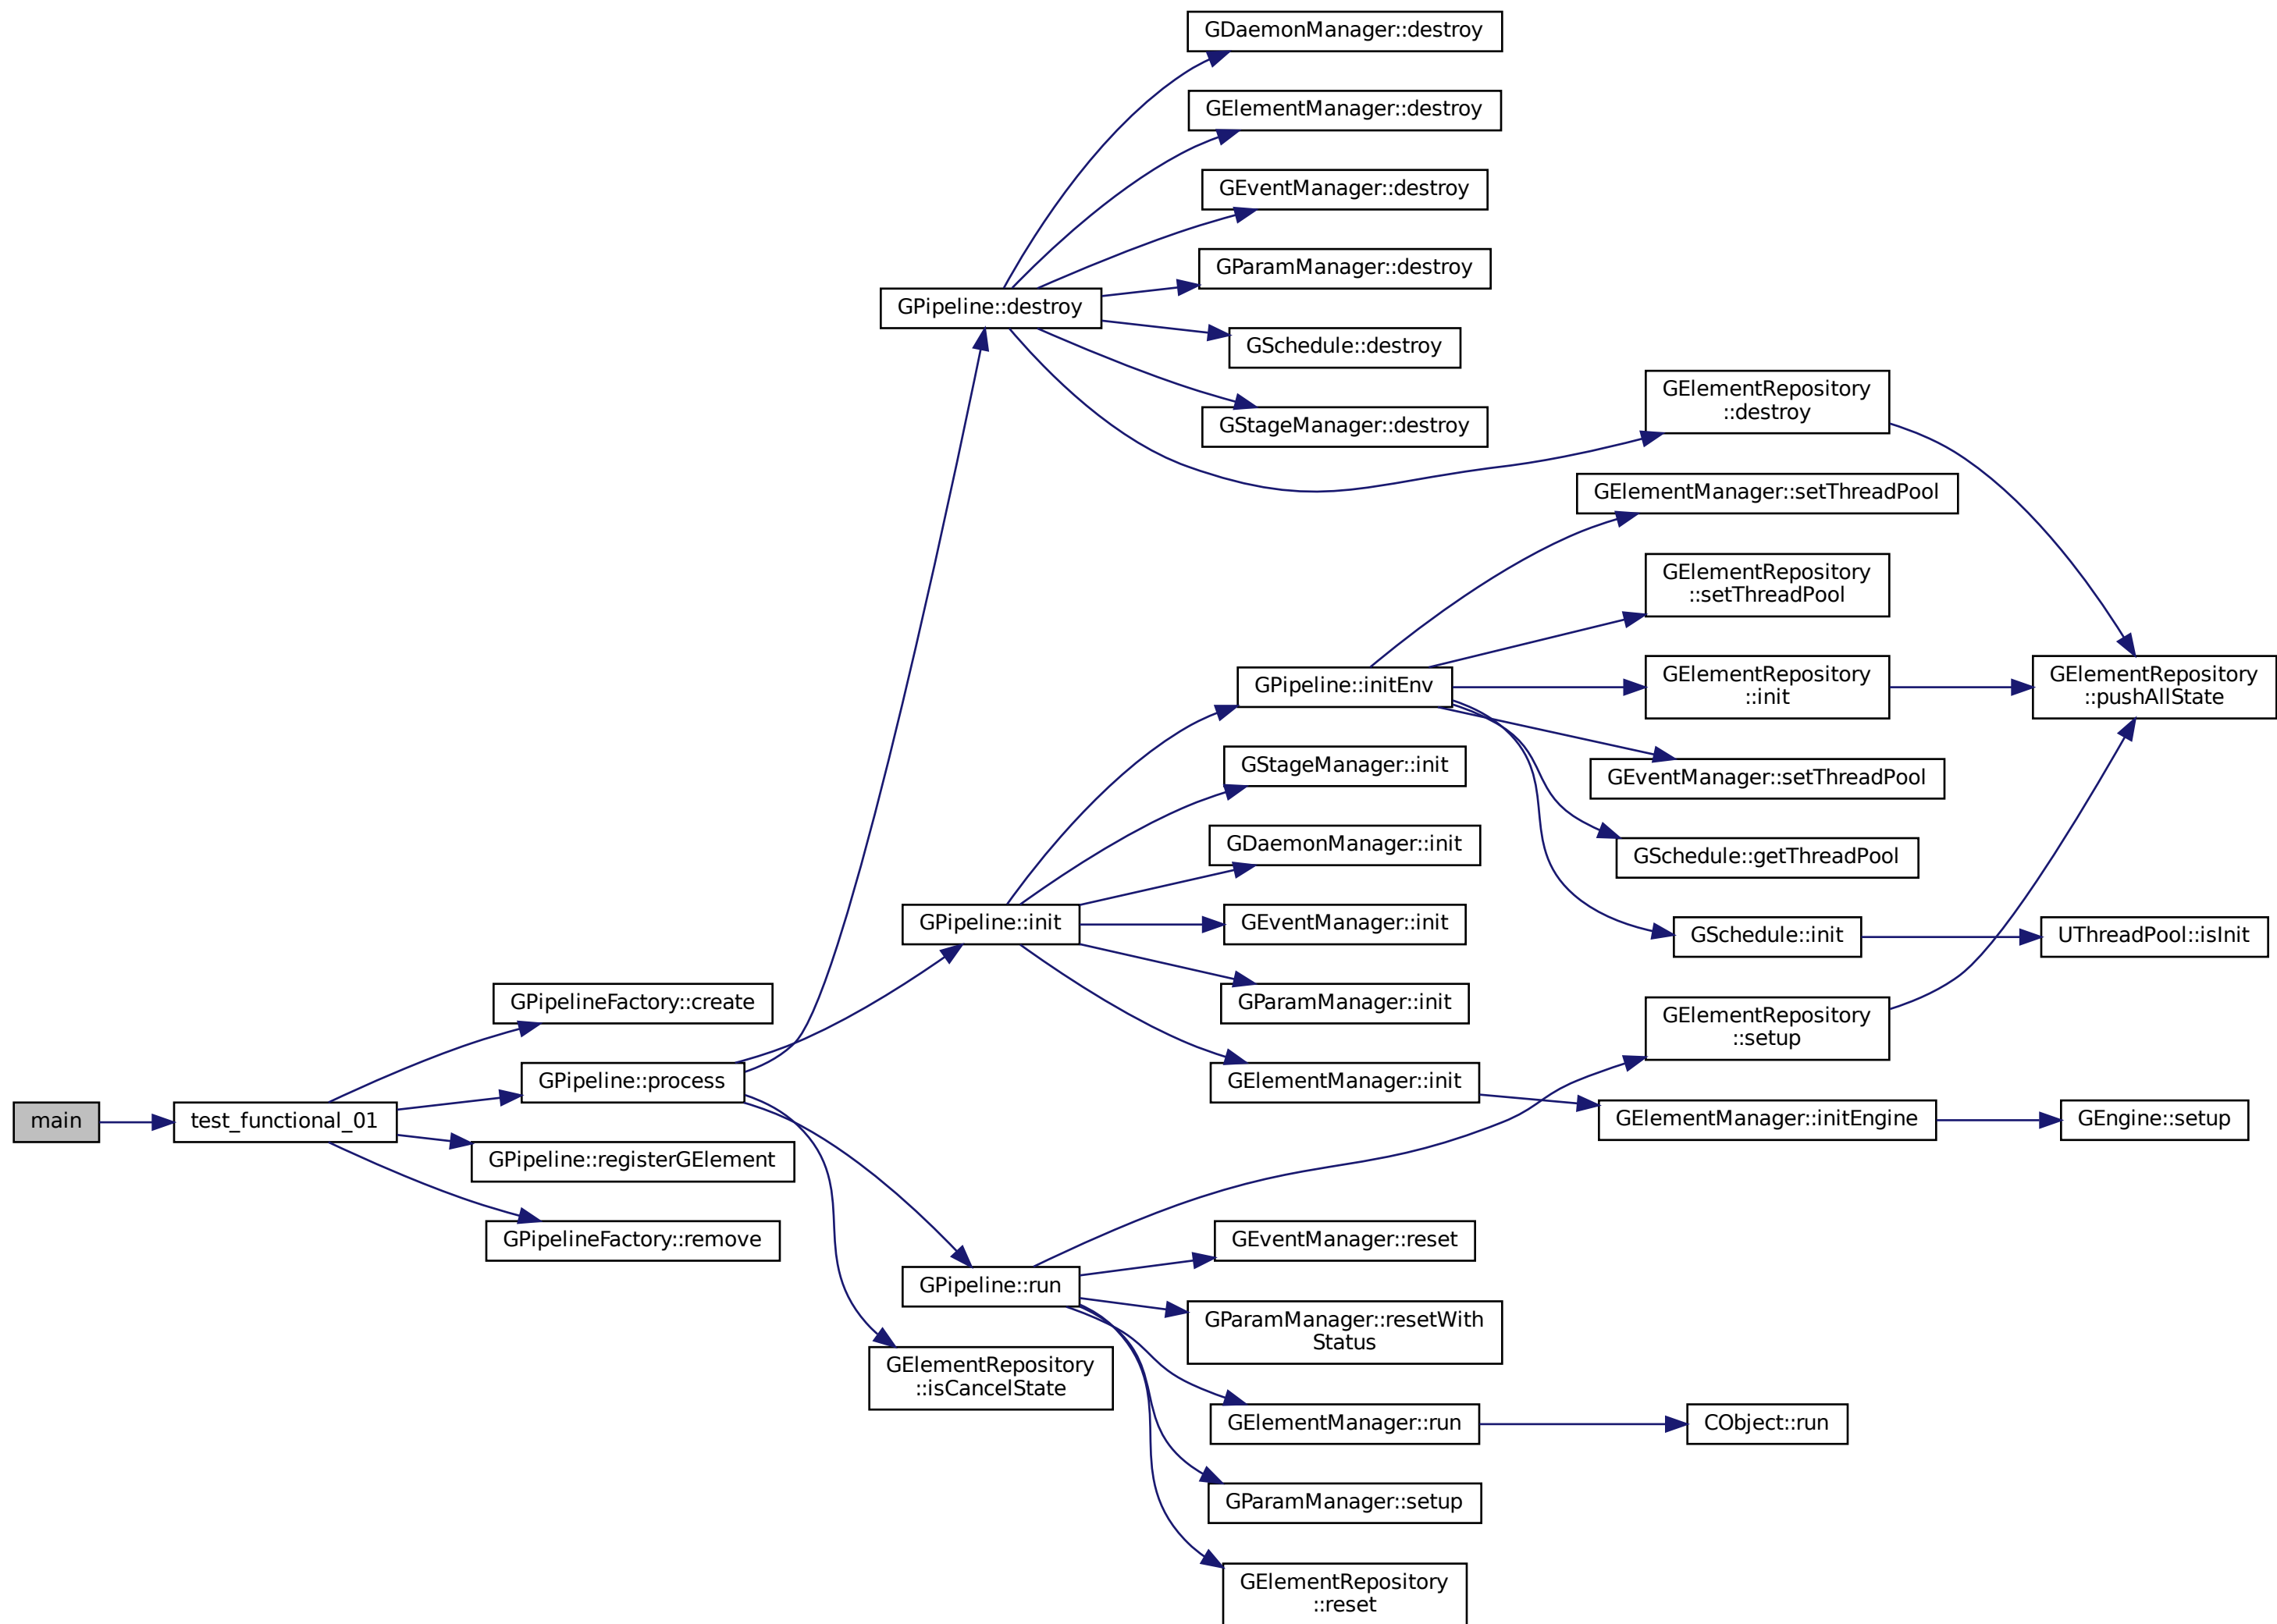 GDaemonManager::destroy
GElementManager::destroy
GEventManager::destroy
GParamManager::destroy
GPipeline::destroy
GSchedule::destroy
GStageManager::destroy
GElementRepository
::destroy
GElementManager::setThreadPool
GElementRepository
::setThreadPool
GPipeline::initEnv
GElementRepository
::init
GElementRepository
::pushAllState
GStageManager::init
GEventManager::setThreadPool
GDaemonManager::init
GSchedule::getThreadPool
GPipeline::init
GEventManager::init
GSchedule::init
UThreadPool::isInit
GPipelineFactory::create
GParamManager::init
GElementRepository
::setup
GPipeline::process
GElementManager::init
main
test_functional_01
GElementManager::initEngine
GEngine::setup
GPipeline::registerGElement
GPipelineFactory::remove
GEventManager::reset
GPipeline::run
GParamManager::resetWith
Status
GElementRepository
::isCancelState
GElementManager::run
CObject::run
GParamManager::setup
GElementRepository
::reset